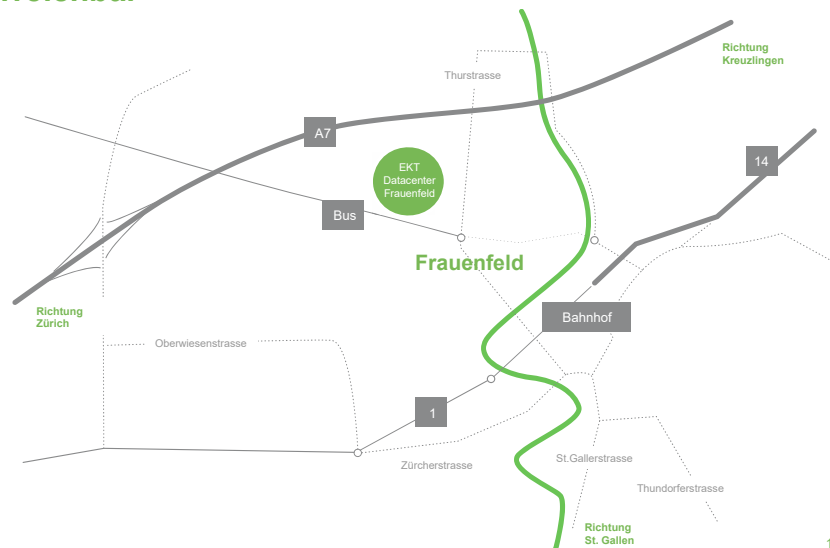 Richtung
Kreuzlingen
Thurstrasse
A7
14
EKT
Datacenter
Frauenfeld
Bus
Frauenfeld
Richtung
Zürich
Bahnhof
Oberwiesenstrasse
1
Zürcherstrasse
St.Gallerstrasse
Thundorferstrasse
Richtung
St. Gallen
1